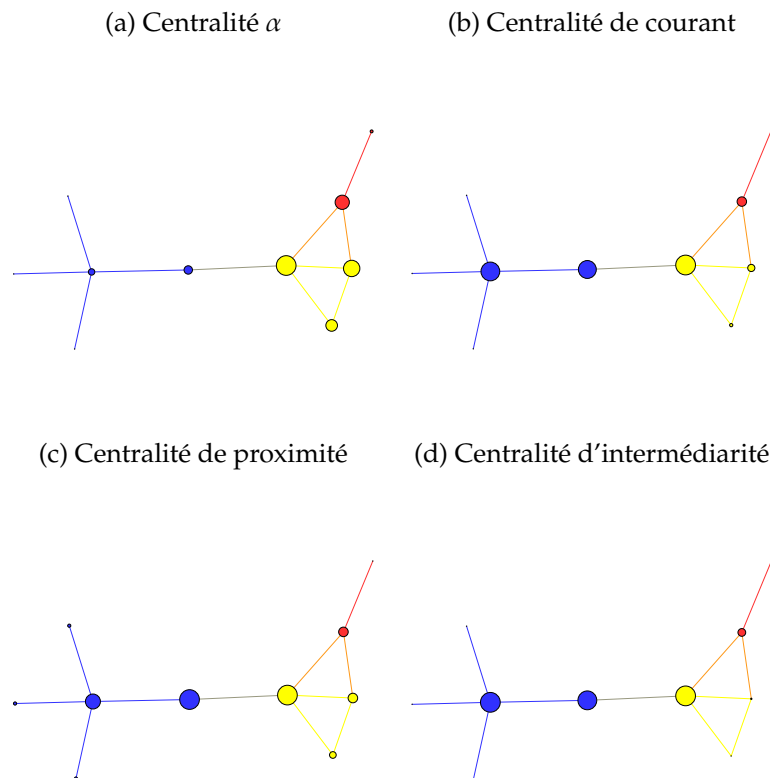 (a) Centralité α
(b) Centralité de courant
(c) Centralité de proximité
(d) Centralité d'intermédiarité